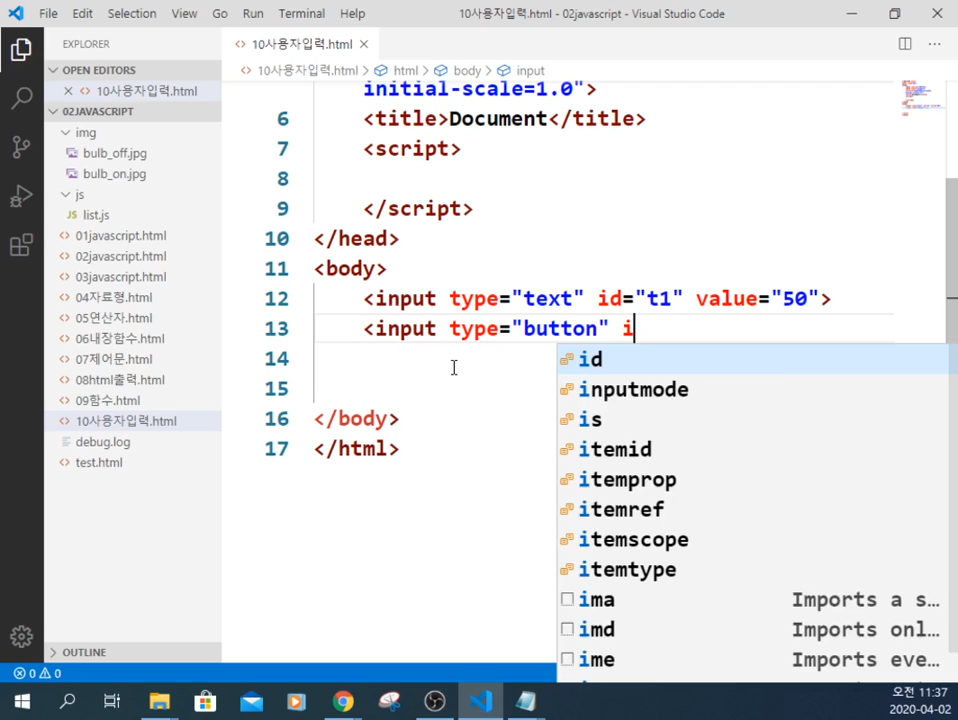 File Edit Selection View Go Run Terminal Help 10사용자입력.html - 02javascript - Visual Studio Code
EXPLORER
OPEN EDITORS
10사용자입력.html
02JAVASCRIPT
img
bulb_off.jpg
bulb_on.jpg
js
JS list.js
01javascript.html
02javascript.html
03javascript.html
04자료형.html
05연산자.html
06내장함수.html
07제어문.html
08html출력.html
09함수.html
10사용자입력.html
debug.log
test.html
OUTLINE
10사용자입력.html
10사용자입력.html > html > body > input
initial-scale=1.0">
6 <title>Document</title>
7 <script>
8
9 </script>
10 </head>
11 <body>
12 <input type="text" id="t1" value="50">
13 <input type="button" i
14
15
16 </body>
17 </html>
id
inputmode
is
itemid
itemprop
itemref
itemscope
itemtype
ima Imports a s…
imd Imports onl…
ime Imports eve…
0 0
오전 11:37
2020-04-02